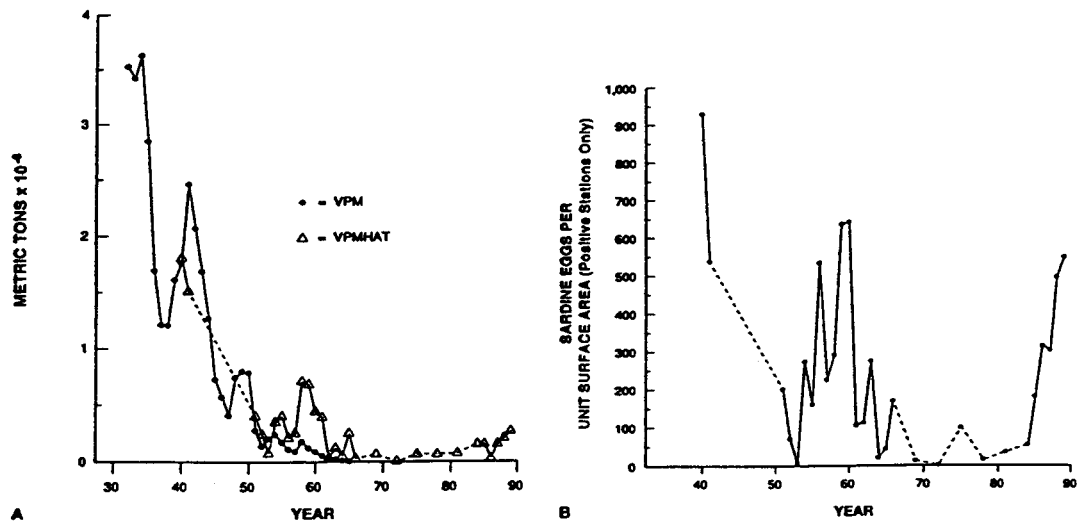 4
3
2
1
0
METRIC TONS x 10⁻⁶
VPM
VPMHAT
30 40 50 60 70 80 90
YEAR
A
1,000
900
800
700
600
500
400
300
200
100
0
SARDINE EGGS PER
UNIT SURFACE AREA (Positive Stations Only)
40 50 60 70 80 90
YEAR
B